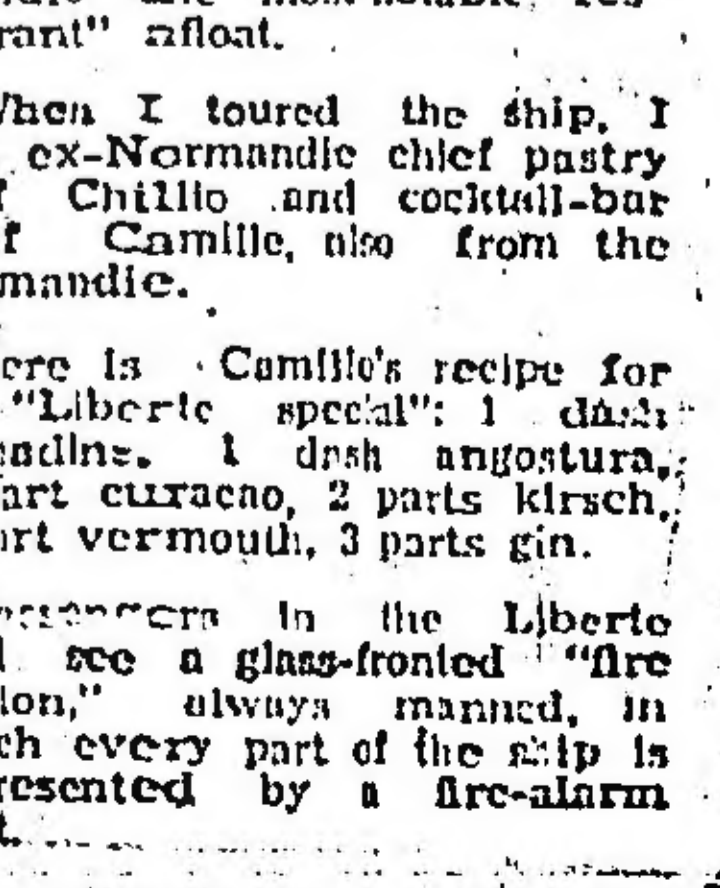 rant" afloat.
When I toured the ship, I
ex-Normandie chief pastry
f Chillio and cocktail-bar
f Camille, also from the
mandie.
ere is Camille's recipe for
"Liberte special": 1 dash
1 dash angostura,
art curacao, 2 parts kirsch,
art vermouth, 3 parts gin.
in the Liberte
l see a glass-fronted "fire
ion," always manned, in
ch every part of the ship is
resented by a fire-alarm
t.